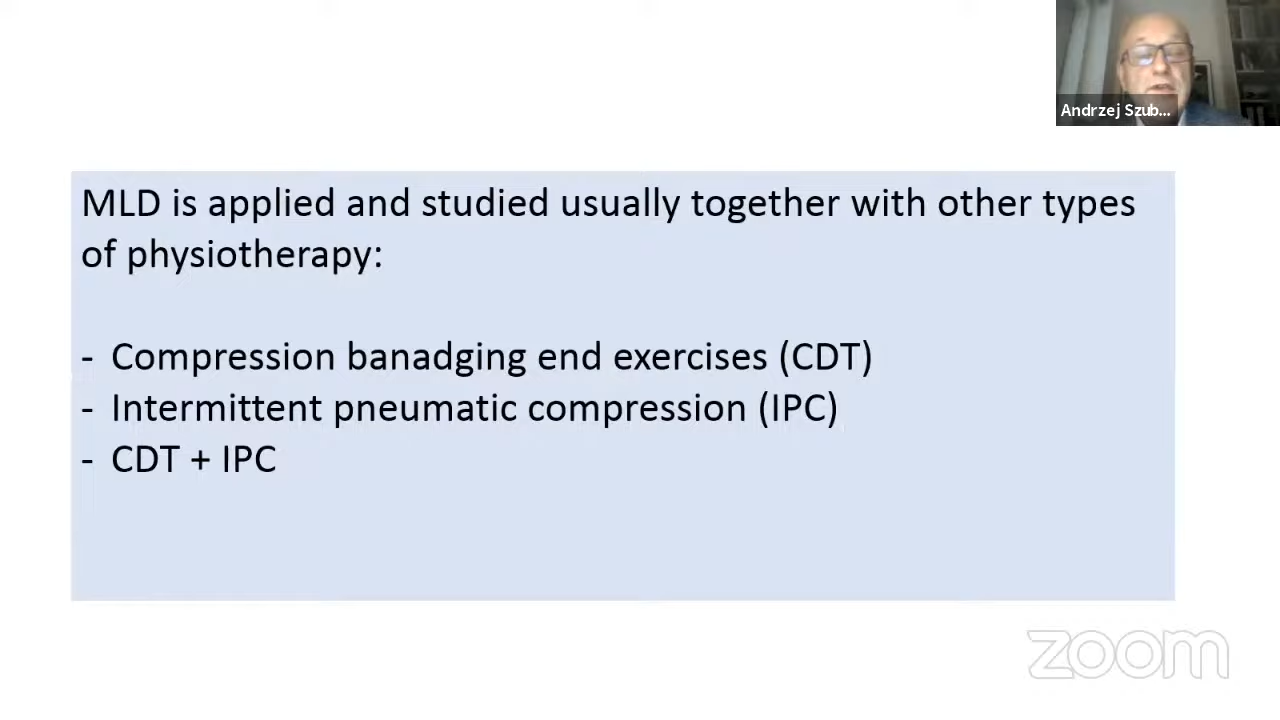 Andrzej Szub...
MLD is applied and studied usually together with other types
of physiotherapy:
- Compression banadging end exercises (CDT)
- Intermittent pneumatic compression (IPC)
- CDT + IPC
zoom